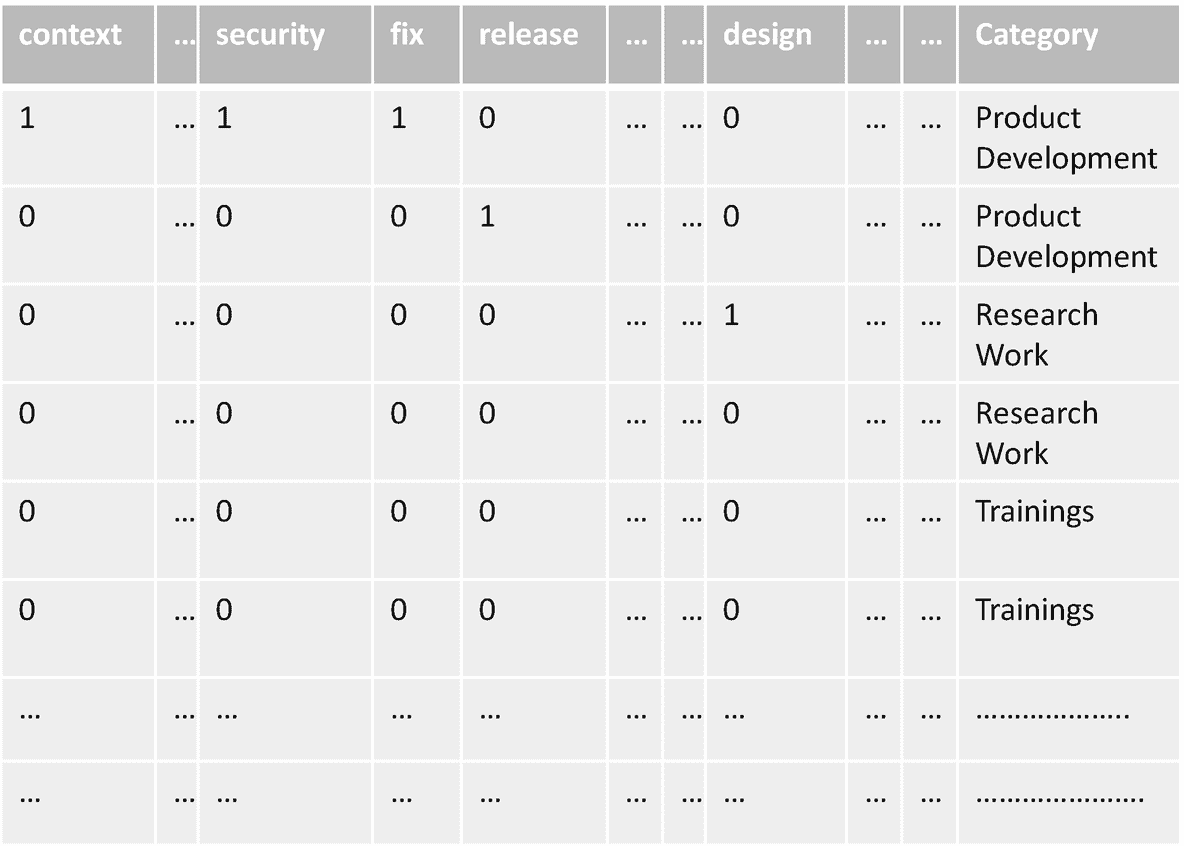 context ... security fix release ... ... design ... ... Category
1 ... 1 1 0 ... ... 0 ... ... Product
Development
0 ... 0 0 1 ... ... 0 ... ... Product
Development
0 ... 0 0 0 ... ... 1 ... ... Research
Work
0 ... 0 0 0 ... ... 0 ... ... Research
Work
0 ... 0 0 0 ... ... 0 ... ... Trainings
0 ... 0 0 0 ... ... 0 ... ... Trainings
... ... ... ... ... ... ... ... ... ... ………………..
... ... ... ... ... ... ... ... ... ... ………………….